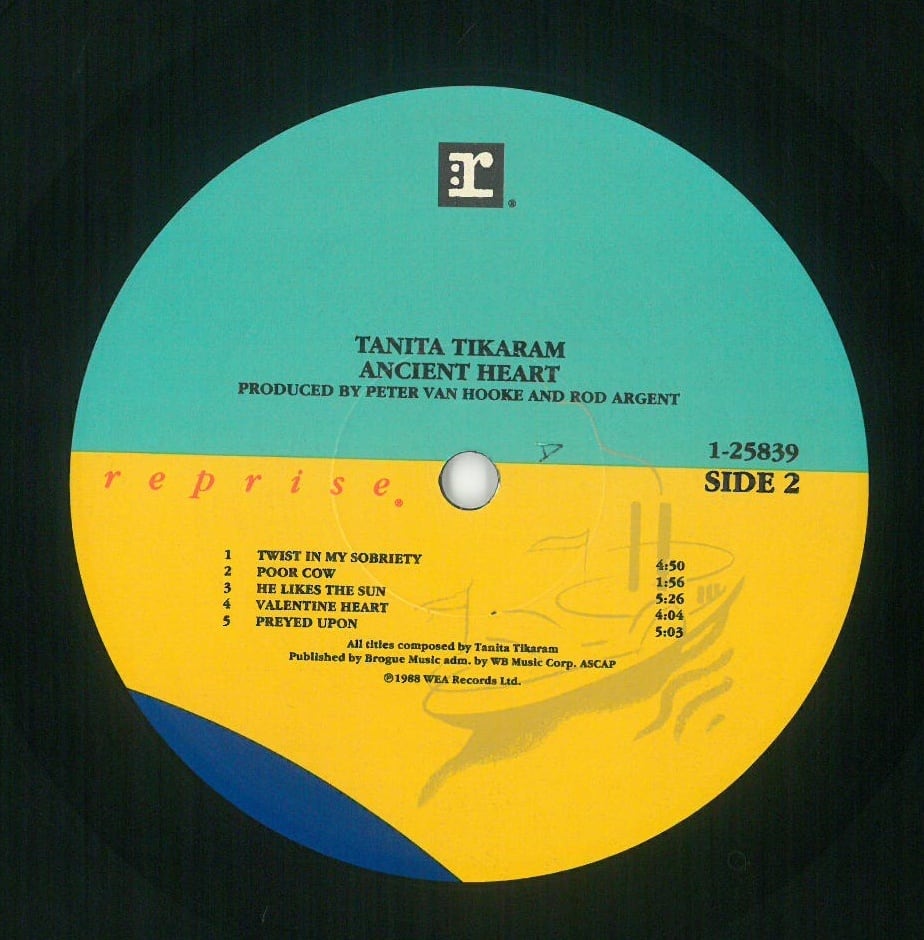 :r
®
TANITA TIKARAM
ANCIENT HEART
PRODUCED BY PETER VAN HOOKE AND ROD ARGENT
1-25839
reprise®
SIDE 2
1 TWIST IN MY SOBRIETY 4:50
2 POOR COW 1:56
3 HE LIKES THE SUN 5:26
4 VALENTINE HEART 4:04
5 PREYED UPON 5:03
All titles composed by Tanita Tikaram
Published by Brogue Music adm. by WB Music Corp. ASCAP
℗1988 WEA Records Ltd.